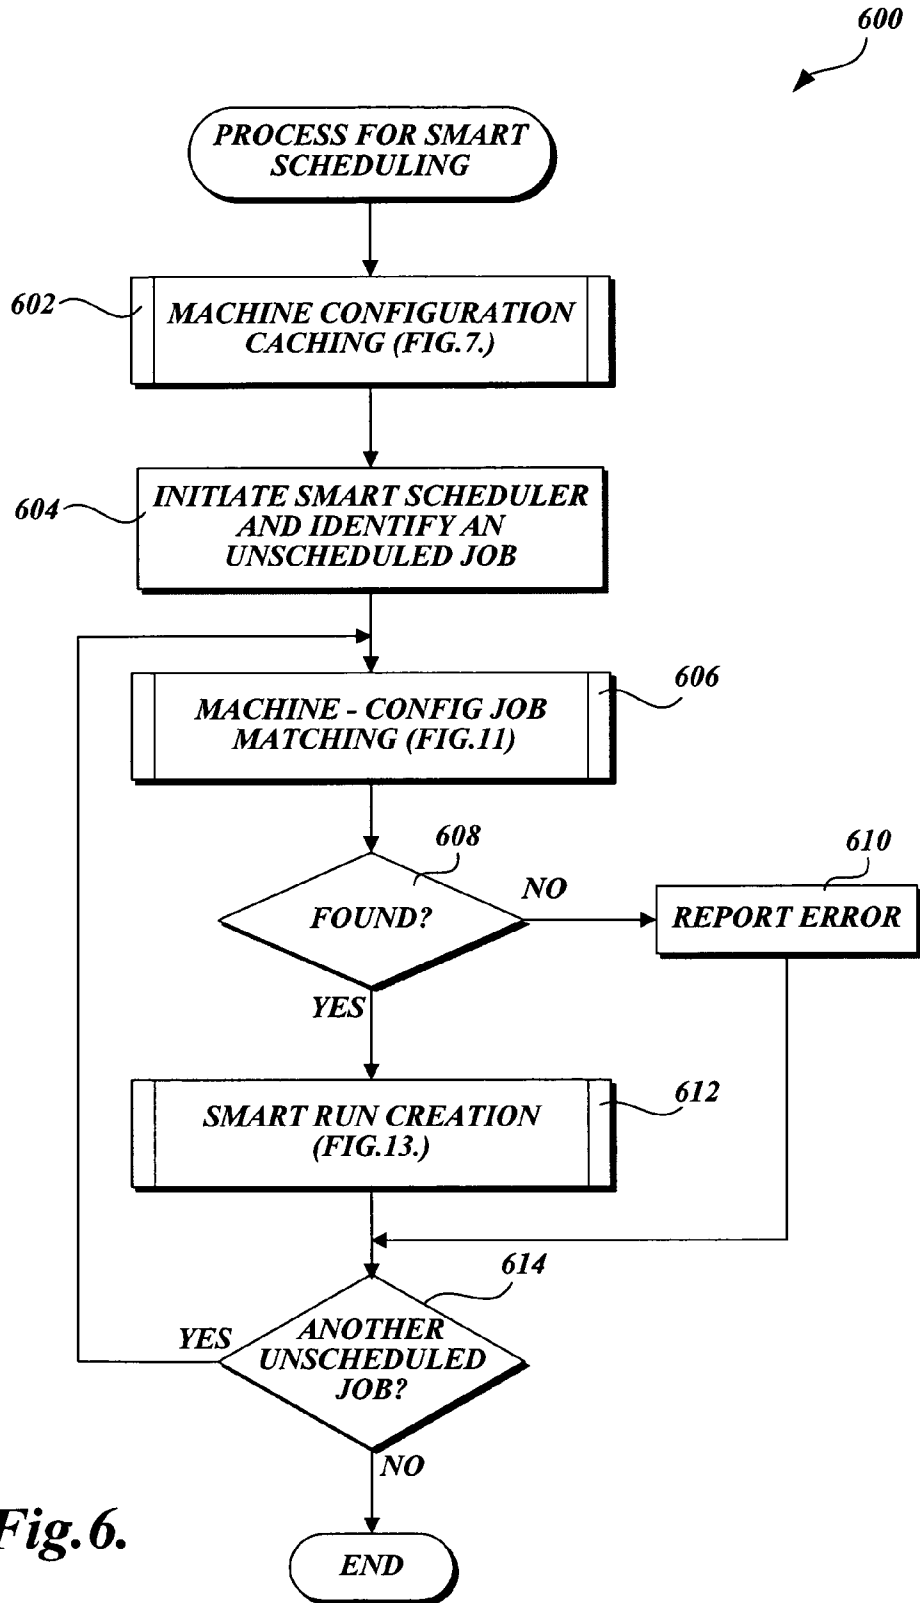 600
PROCESS FOR SMART
SCHEDULING
602
MACHINE CONFIGURATION
CACHING (FIG.7.)
604
INITIATE SMART SCHEDULER
AND IDENTIFY AN
UNSCHEDULED JOB
606
MACHINE - CONFIG JOB
MATCHING (FIG.11)
608
FOUND?
NO
610
REPORT ERROR
YES
612
SMART RUN CREATION
(FIG.13.)
614
YES
ANOTHER
UNSCHEDULED
JOB?
NO
END
Fig.6.